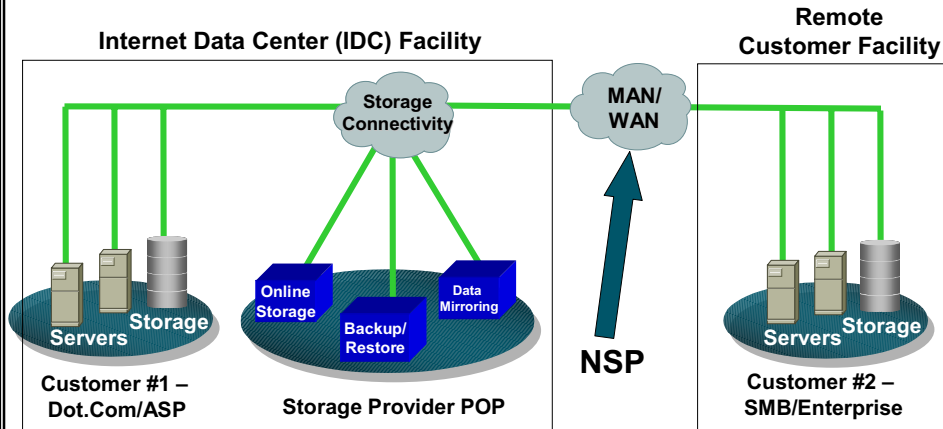 Internet Data Center (IDC) Facility
Remote
Customer Facility
Storage
Connectivity
MAN/
WAN
Online
Storage
Backup/
Restore
Data
Mirroring
Servers
Storage
Customer #1 –
Dot.Com/ASP
Storage Provider POP
NSP
Servers
Storage
Customer #2 –
SMB/Enterprise